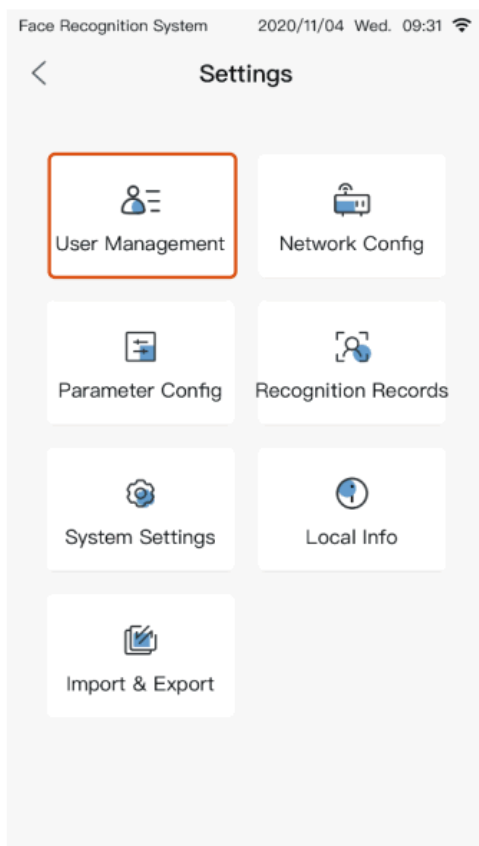 Face Recognition System 2020/11/04 Wed. 09:31
Settings
User Management
Network Config
Parameter Config
Recognition Records
System Settings
Local Info
Import & Export